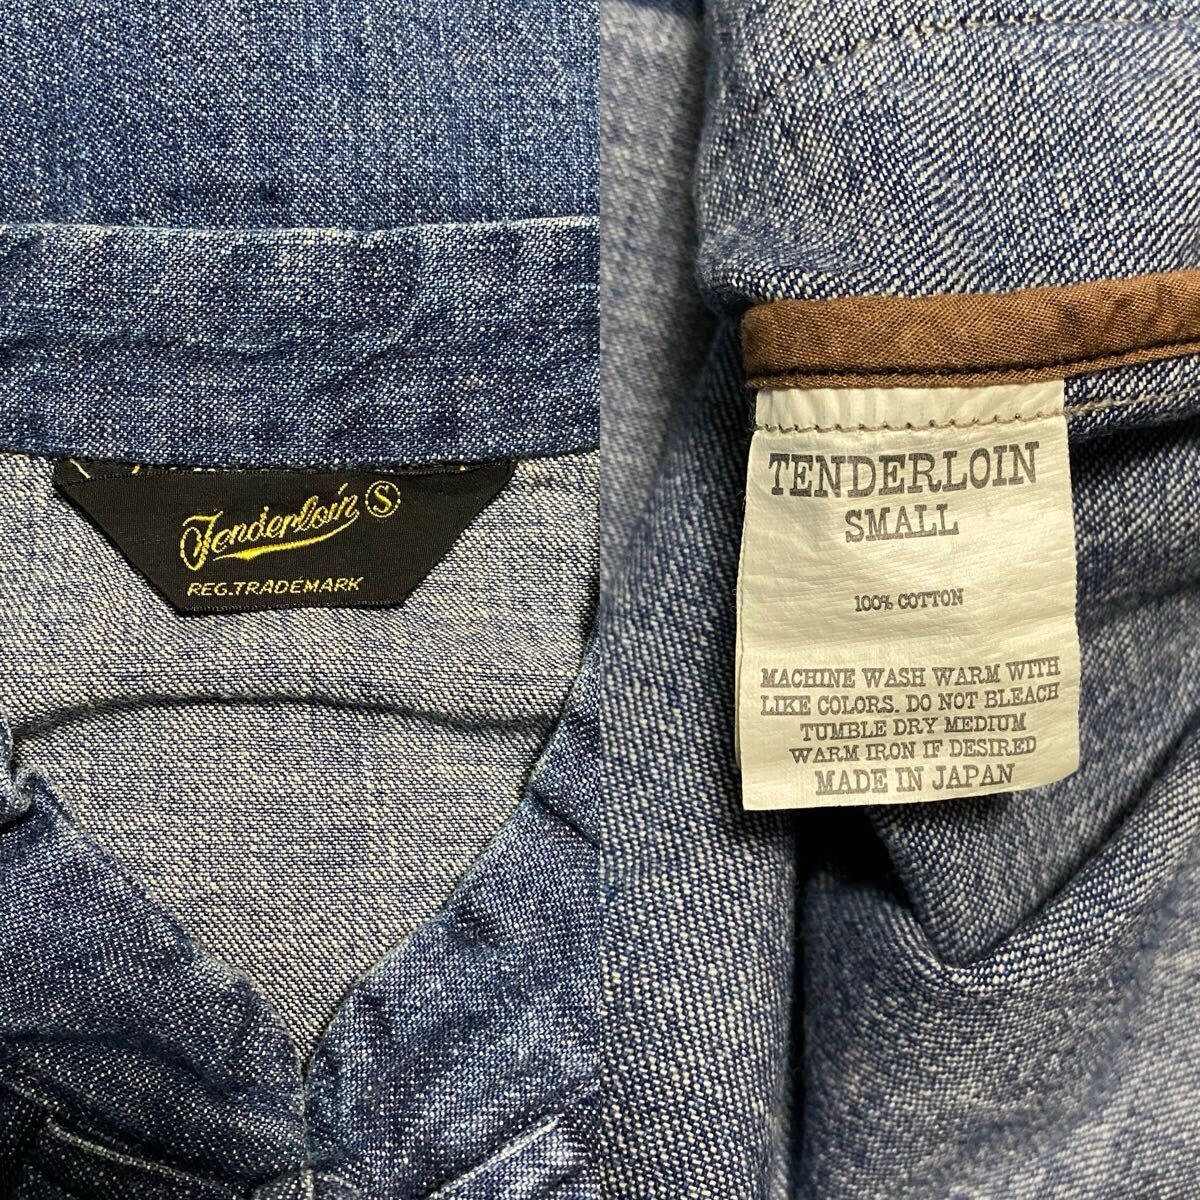 Tenderloin S
REG.TRADEMARK
TENDERLOIN
SMALL
100% COTTON
MACHINE WASH WARM WITH
LIKE COLORS. DO NOT BLEACH
TUMBLE DRY MEDIUM
WARM IRON IF DESIRED
MADE IN JAPAN